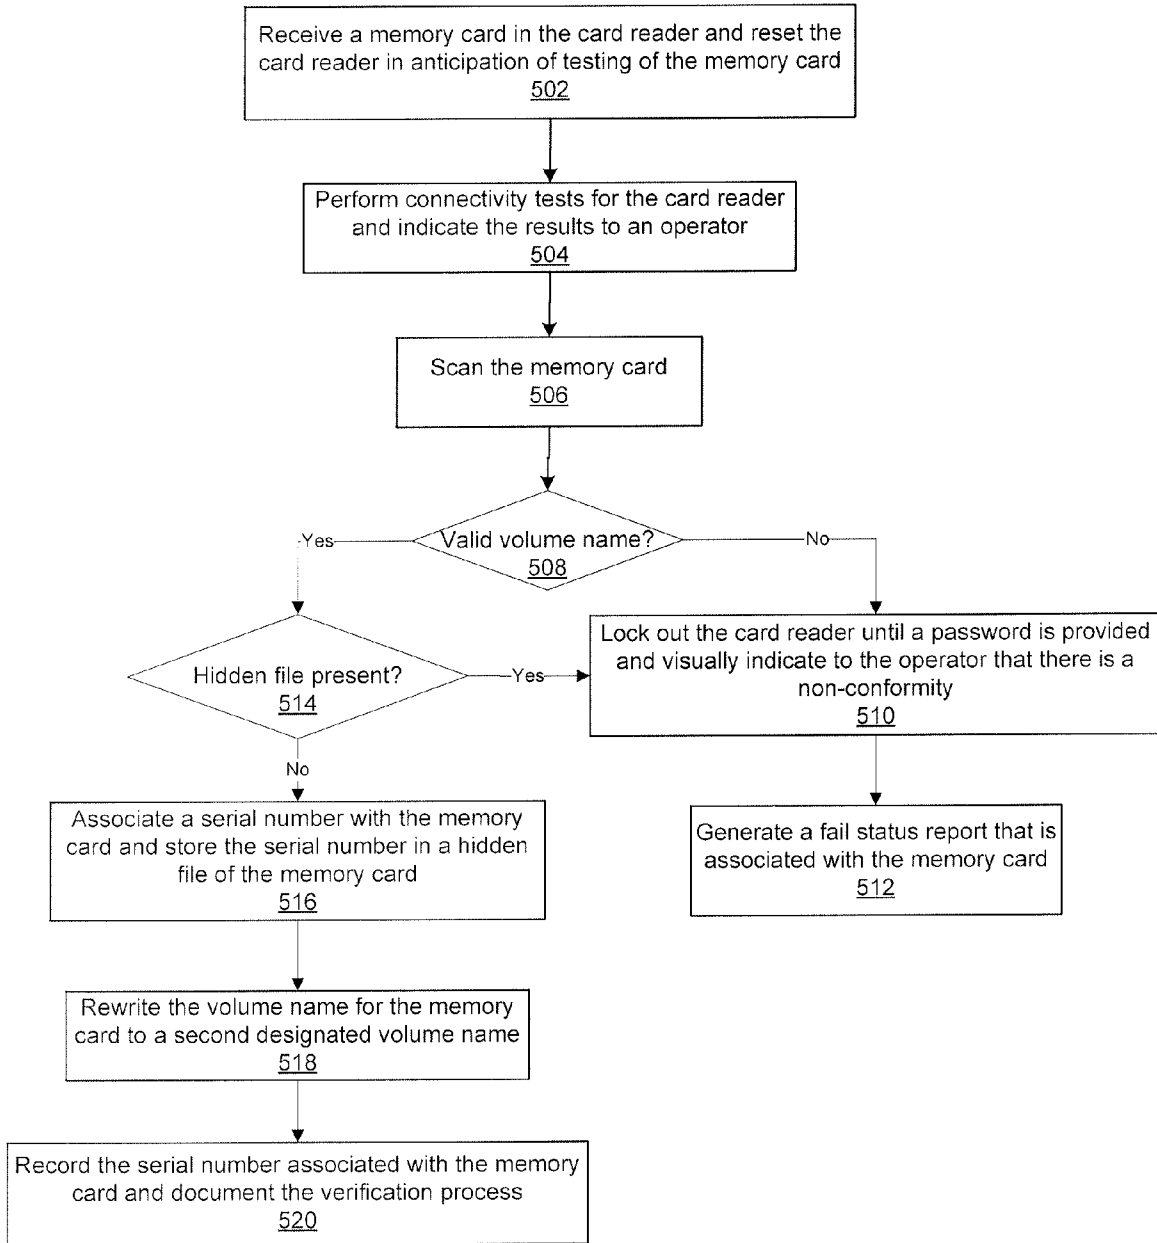 Receive a memory card in the card reader and reset the
card reader in anticipation of testing of the memory card
502
Perform connectivity tests for the card reader
and indicate the results to an operator
504
Scan the memory card
506
Valid volume name?
508
Yes
No
Hidden file present?
514
Yes
No
Lock out the card reader until a password is provided
and visually indicate to the operator that there is a
non-conformity
510
Associate a serial number with the memory
card and store the serial number in a hidden
file of the memory card
516
Generate a fail status report that is
associated with the memory card
512
Rewrite the volume name for the memory
card to a second designated volume name
518
Record the serial number associated with the memory
card and document the verification process
520